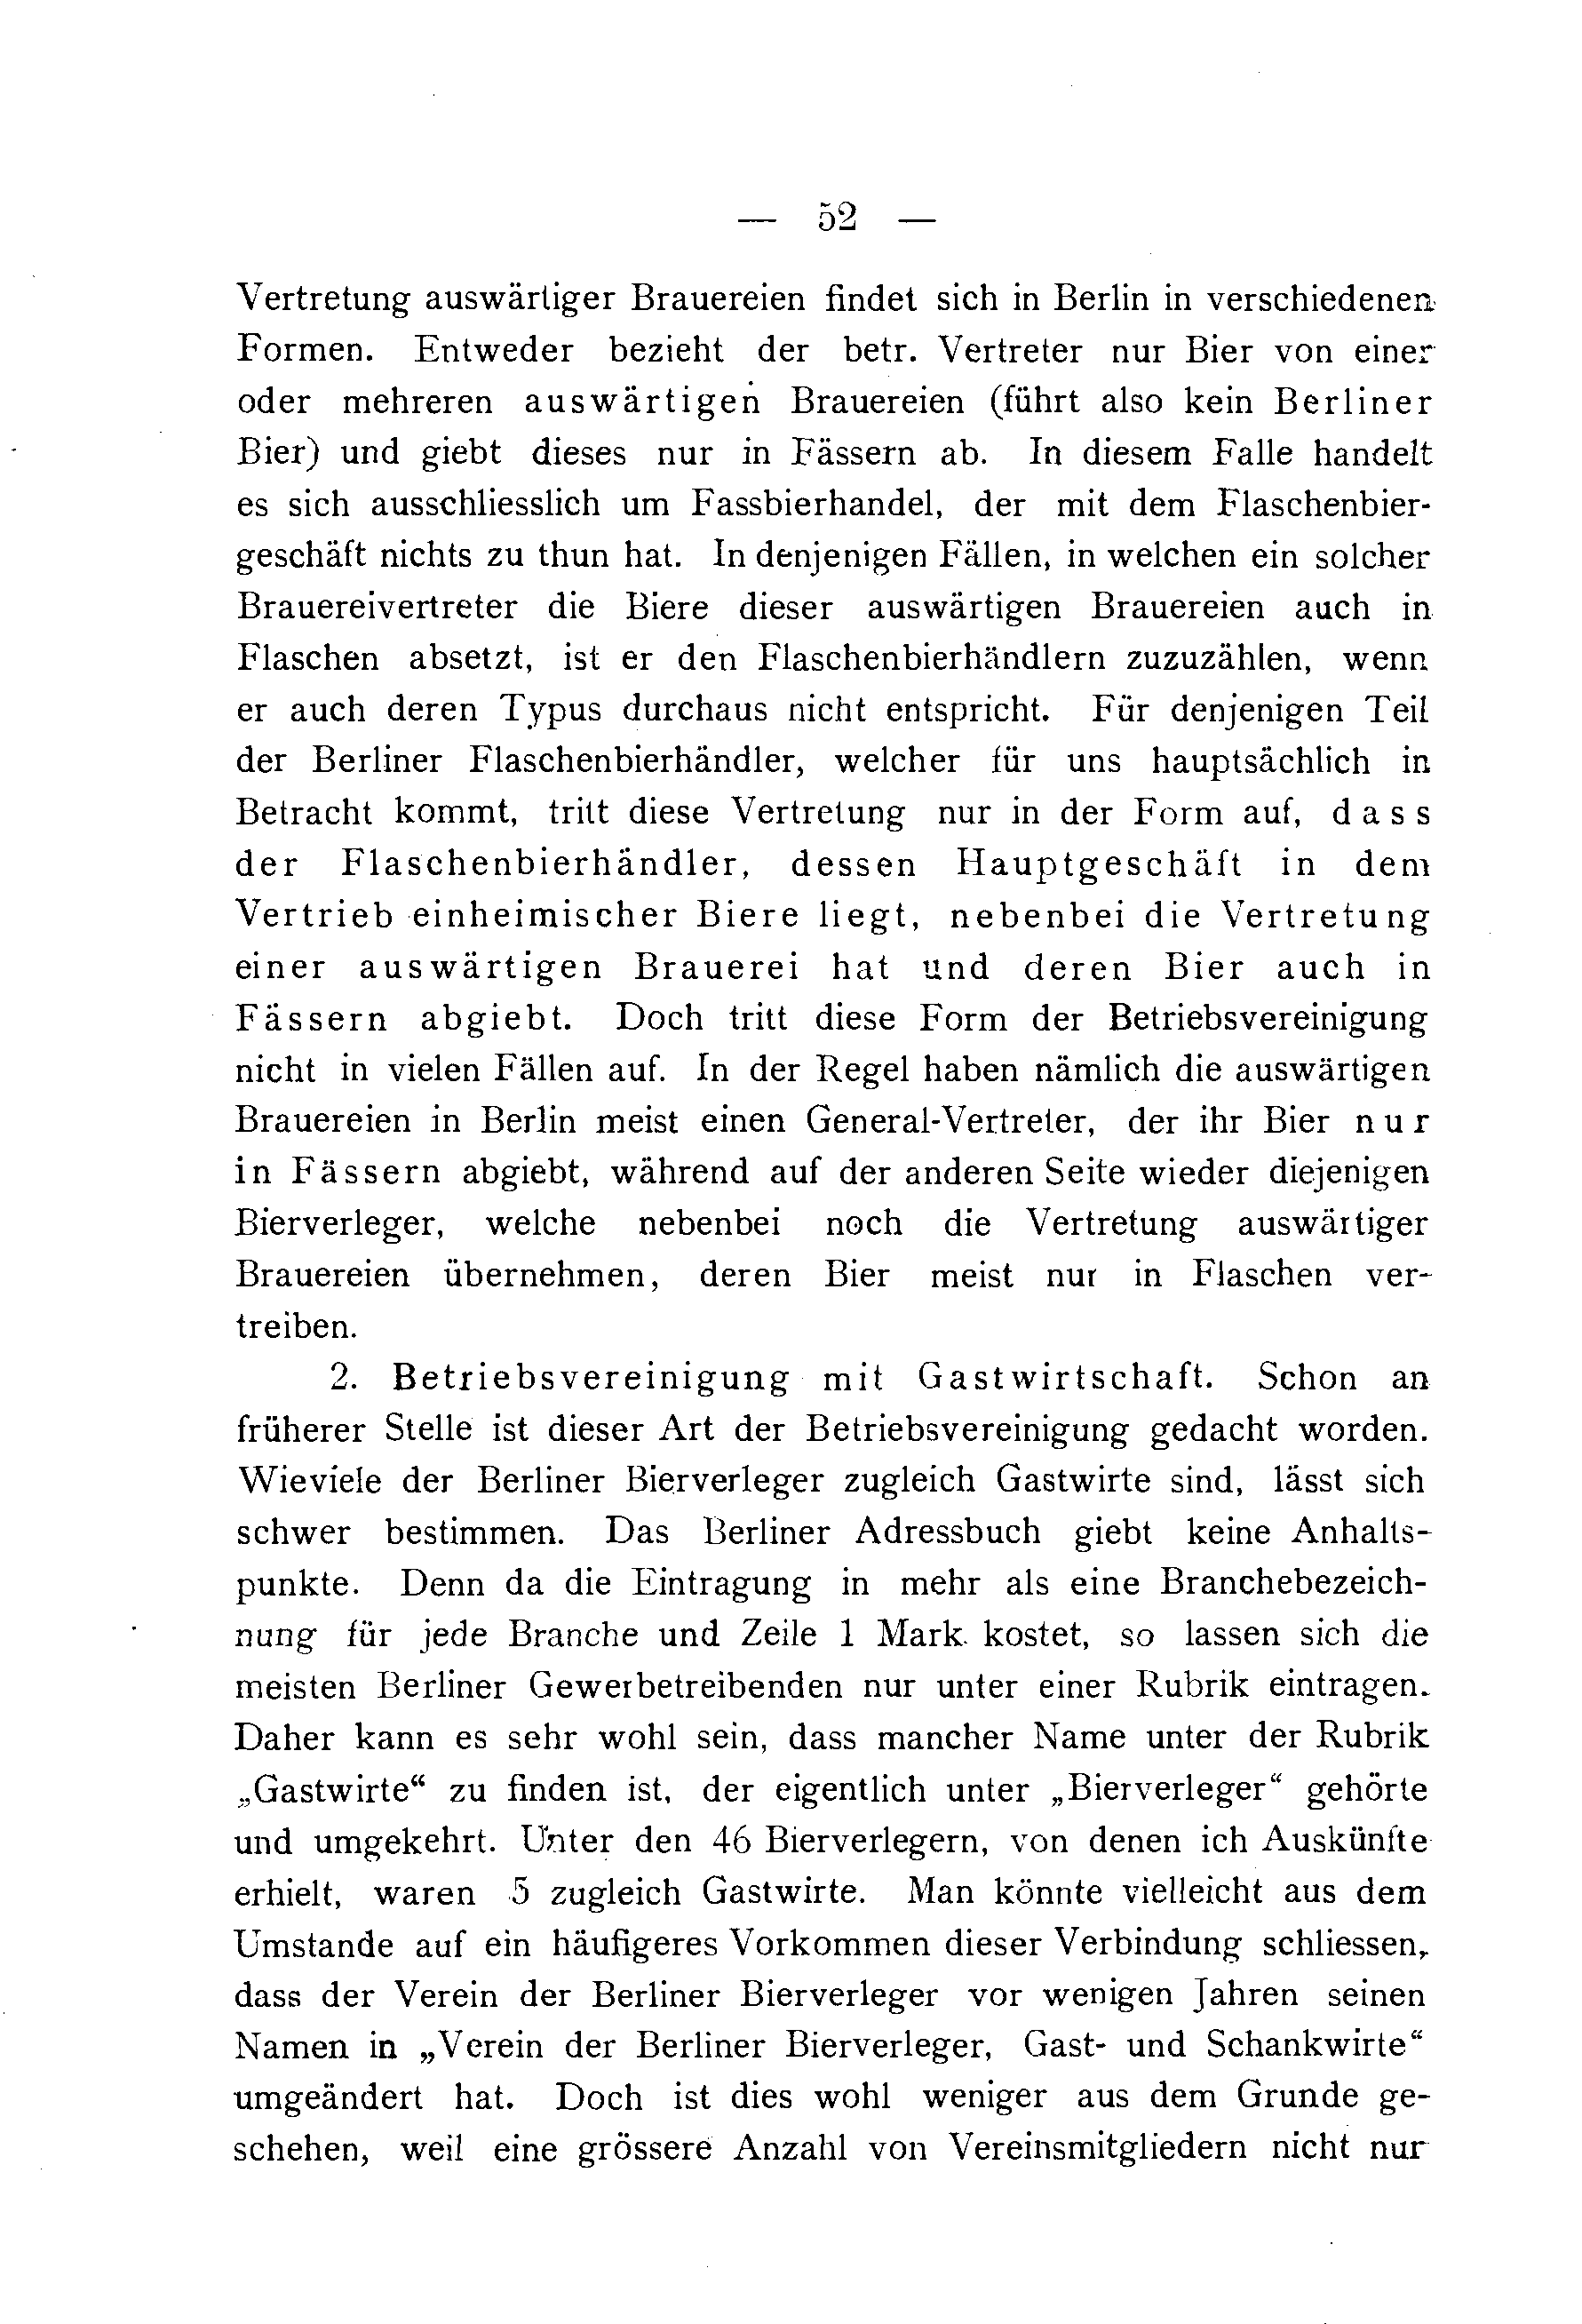 — 52 —
Vertretung auswärtiger Brauereien findet sich in Berlin in verschiedenen
Formen. Entweder bezieht der betr. Vertreter nur Bier von einer
oder mehreren auswärtigen Brauereien (führt also kein Berliner
Bier) und giebt dieses nur in Fässern ab. In diesem Falle handelt
es sich ausschliesslich um Fassbierhandel, der mit dem Flaschenbier-
geschäft nichts zu thun hat. In denjenigen Fällen, in welchen ein solcher
Brauereivertreter die Biere dieser auswärtigen Brauereien auch in
Flaschen absetzt, ist er den Flaschenbierhändlern zuzuzählen, wenn
er auch deren Typus durchaus nicht entspricht. Für denjenigen Teil
der Berliner Flaschenbierhändler, welcher für uns hauptsächlich in
Betracht kommt, tritt diese Vertretung nur in der Form auf, dass
der Flaschenbierhändler, dessen Hauptgeschäft in dem
Vertrieb einheimischer Biere liegt, nebenbei die Vertretung
einer auswärtigen Brauerei hat und deren Bier auch in
Fässern abgiebt. Doch tritt diese Form der Betriebsvereinigung
nicht in vielen Fällen auf. In der Regel haben nämlich die auswärtigen
Brauereien in Berlin meist einen General-Vertreter, der ihr Bier nur
in Fässern abgiebt, während auf der anderen Seite wieder diejenigen
Bierverleger, welche nebenbei noch die Vertretung auswärtiger
Brauereien übernehmen, deren Bier meist nur in Flaschen ver-
treiben.
2. Betriebsvereinigung mit Gastwirtschaft. Schon an
früherer Stelle ist dieser Art der Betriebsvereinigung gedacht worden.
Wieviele der Berliner Bierverleger zugleich Gastwirte sind, lässt sich
schwer bestimmen. Das Berliner Adressbuch giebt keine Anhalts-
punkte. Denn da die Eintragung in mehr als eine Branchebezeich-
nung für jede Branche und Zeile 1 Mark kostet, so lassen sich die
meisten Berliner Gewerbetreibenden nur unter einer Rubrik eintragen.
Daher kann es sehr wohl sein, dass mancher Name unter der Rubrik
„Gastwirte“ zu finden ist, der eigentlich unter „Bierverleger“ gehörte
und umgekehrt. Unter den 46 Bierverlegern, von denen ich Auskünfte
erhielt, waren 5 zugleich Gastwirte. Man könnte vielleicht aus dem
Umstande auf ein häufigeres Vorkommen dieser Verbindung schliessen,
dass der Verein der Berliner Bierverleger vor wenigen Jahren seinen
Namen in „Verein der Berliner Bierverleger, Gast- und Schankwirte“
umgeändert hat. Doch ist dies wohl weniger aus dem Grunde ge-
schehen, weil eine grössere Anzahl von Vereinsmitgliedern nicht nur